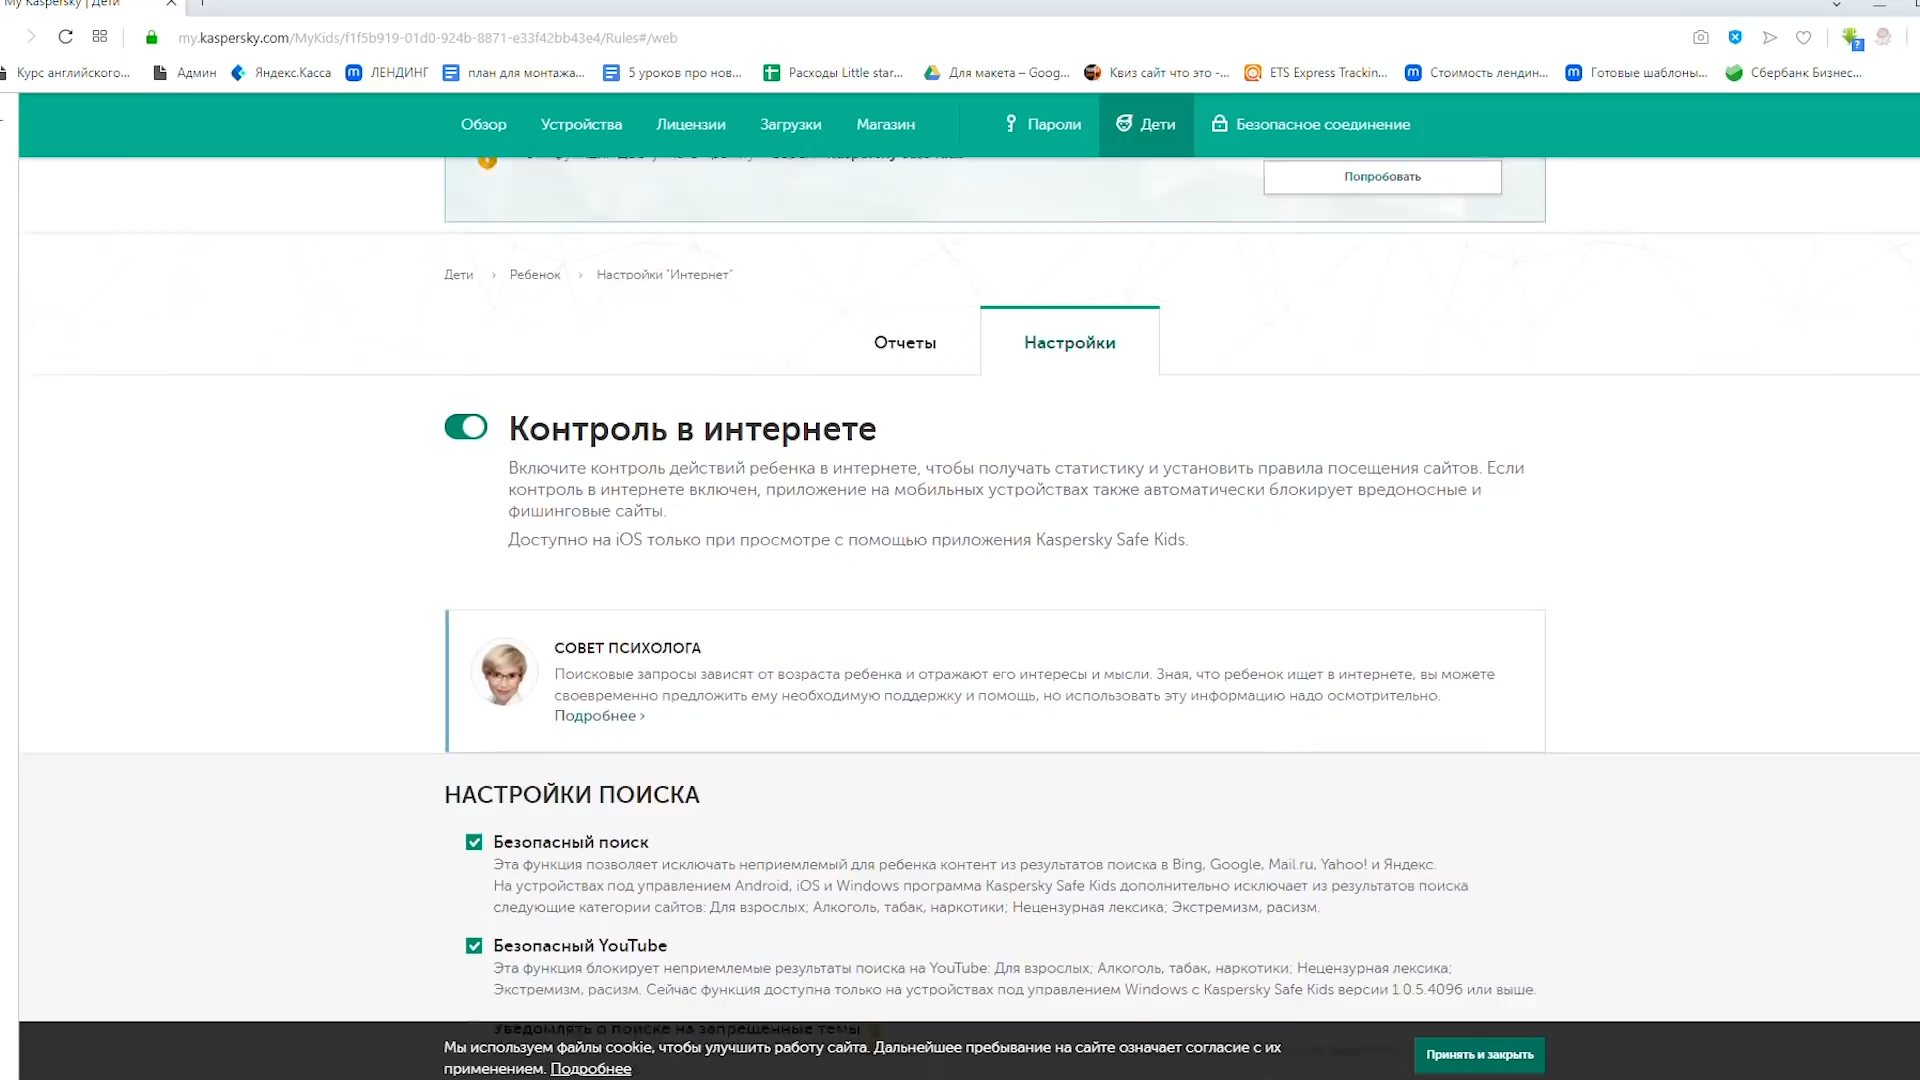 My Kaspersky | Дети
my.kaspersky.com/MyKids/f1f5b919-01d0-924b-8871-e33f42bb43e4/Rules#/web
Курс английского... Админ Яндекс.Касса ЛЕНДИНГ план для монтажа... 5 уроков про нов... Расходы Little star... Для макета – Goog... Квиз сайт что это -... ETS Express Trackin... Стоимость лендин... Готовые шаблоны... Сбербанк Бизнес...
Обзор Устройства Лицензии Загрузки Магазин Пароли Дети Безопасное соединение
Попробовать
Дети › Ребенок › Настройки "Интернет"
Отчеты Настройки
Контроль в интернете
Включите контроль действий ребенка в интернете, чтобы получать статистику и установить правила посещения сайтов. Если
контроль в интернете включен, приложение на мобильных устройствах также автоматически блокирует вредоносные и
фишинговые сайты.
Доступно на iOS только при просмотре с помощью приложения Kaspersky Safe Kids.
СОВЕТ ПСИХОЛОГА
Поисковые запросы зависят от возраста ребенка и отражают его интересы и мысли. Зная, что ребенок ищет в интернете, вы можете
своевременно предложить ему необходимую поддержку и помощь, но использовать эту информацию надо осмотрительно.
Подробнее ›
НАСТРОЙКИ ПОИСКА
Безопасный поиск
Эта функция позволяет исключать неприемлемый для ребенка контент из результатов поиска в Bing, Google, Mail.ru, Yahoo! и Яндекс.
На устройствах под управлением Android, iOS и Windows программа Kaspersky Safe Kids дополнительно исключает из результатов поиска
следующие категории сайтов: Для взрослых; Алкоголь, табак, наркотики; Нецензурная лексика; Экстремизм, расизм.
Безопасный YouTube
Эта функция блокирует неприемлемые результаты поиска на YouTube: Для взрослых; Алкоголь, табак, наркотики; Нецензурная лексика;
Экстремизм, расизм. Сейчас функция доступна только на устройствах под управлением Windows с Kaspersky Safe Kids версии 1.0.5.4096 или выше.
Уведомлять о поиске на запрещенные темы
Мы используем файлы cookie, чтобы улучшить работу сайта. Дальнейшее пребывание на сайте означает согласие с их
применением. Подробнее
Принять и закрыть